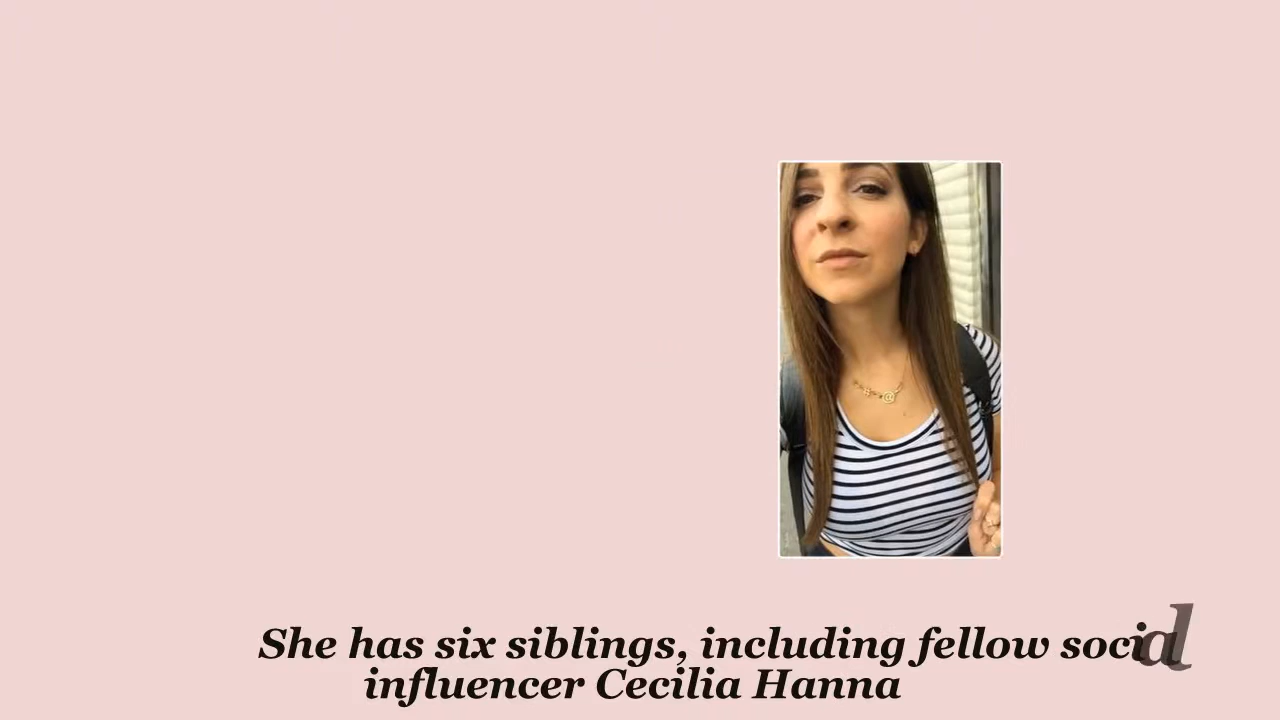 She has six siblings, including fellow soci
influencer Cecilia Hanna
d